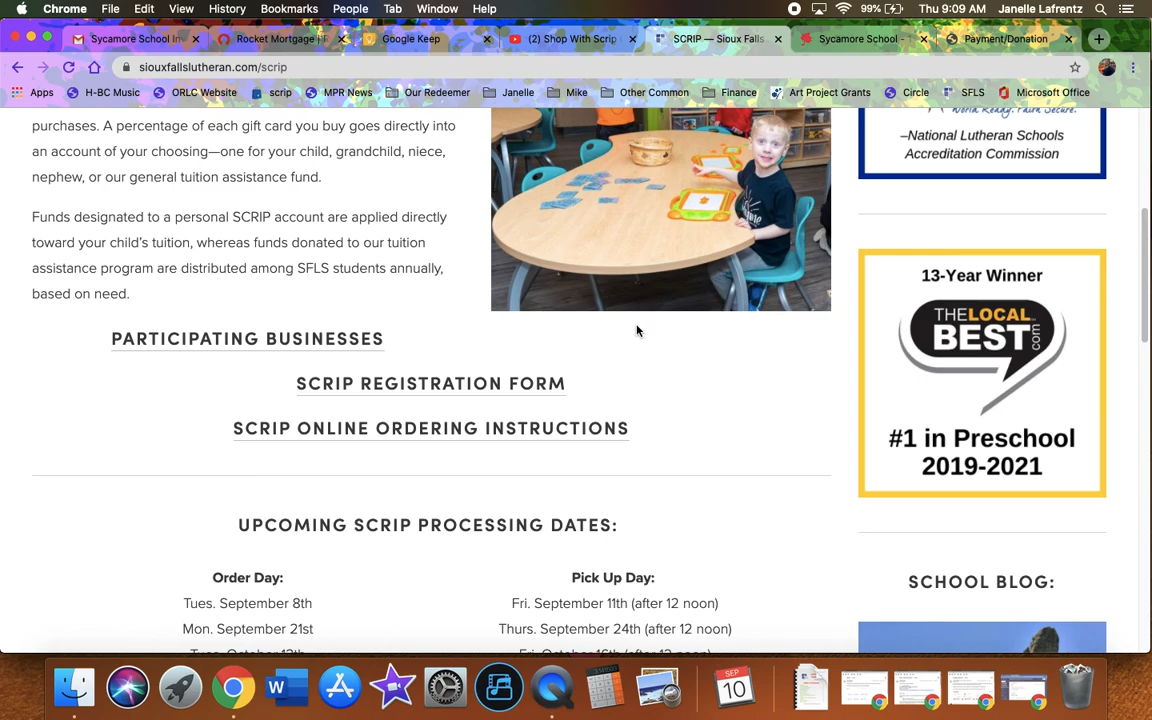 Chrome File Edit View History Bookmarks People Tab Window Help 99% Thu 9:09 AM Janelle Lafrentz
Sycamore School In Rocket Mortgage | R Google Keep (2) Shop With Scrip SCRIP — Sioux Falls Sycamore School - Payment/Donation
siouxfallslutheran.com/scrip
Apps H-BC Music ORLC Website scrip MPR News Our Redeemer Janelle Mike Other Common Finance Art Project Grants Circle SFLS Microsoft Office
purchases. A percentage of each gift card you buy goes directly into
an account of your choosing—one for your child, grandchild, niece,
nephew, or our general tuition assistance fund.
Funds designated to a personal SCRIP account are applied directly
toward your child's tuition, whereas funds donated to our tuition
assistance program are distributed among SFLS students annually,
based on need.
PARTICIPATING BUSINESSES
SCRIP REGISTRATION FORM
SCRIP ONLINE ORDERING INSTRUCTIONS
UPCOMING SCRIP PROCESSING DATES:
Order Day: Pick Up Day:
Tues. September 8th Fri. September 11th (after 12 noon)
Mon. September 21st Thurs. September 24th (after 12 noon)
–National Lutheran Schools
Accreditation Commission
13-Year Winner
THE LOCAL
BEST.com
#1 in Preschool
2019-2021
SCHOOL BLOG:
SEP
10